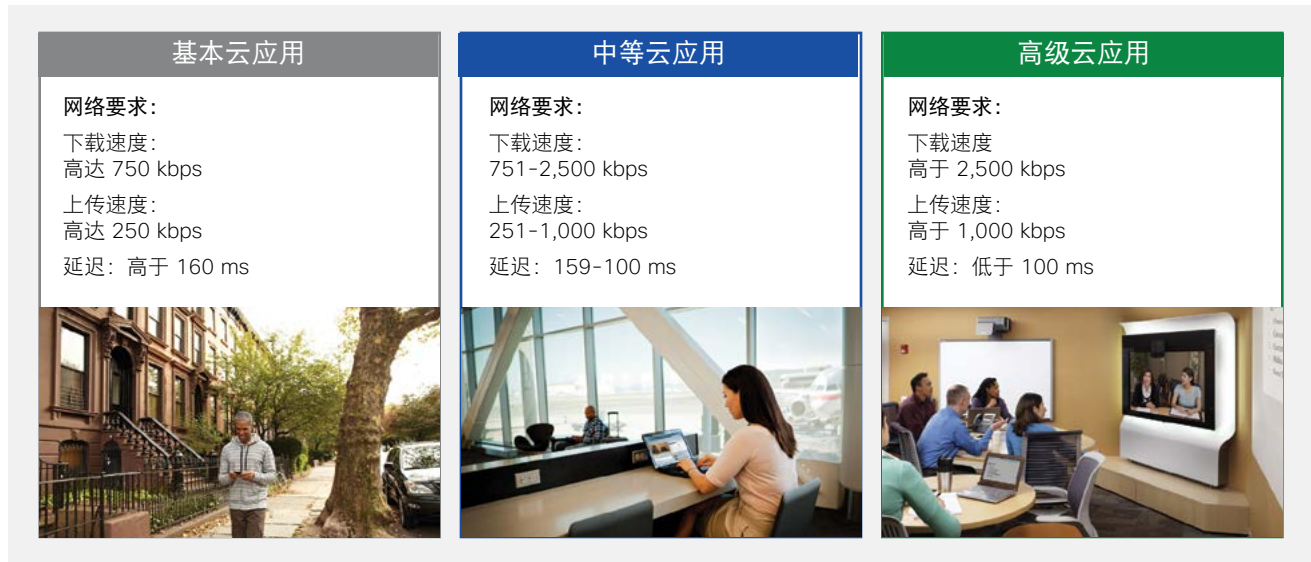 基本云应用
网络要求：
下载速度：
高达 750 kbps
上传速度：
高达 250 kbps
延迟：高于 160 ms
中等云应用
网络要求：
下载速度：
751-2,500 kbps
上传速度：
251-1,000 kbps
延迟：159-100 ms
高级云应用
网络要求：
下载速度
高于 2,500 kbps
上传速度：
高于 1,000 kbps
延迟：低于 100 ms